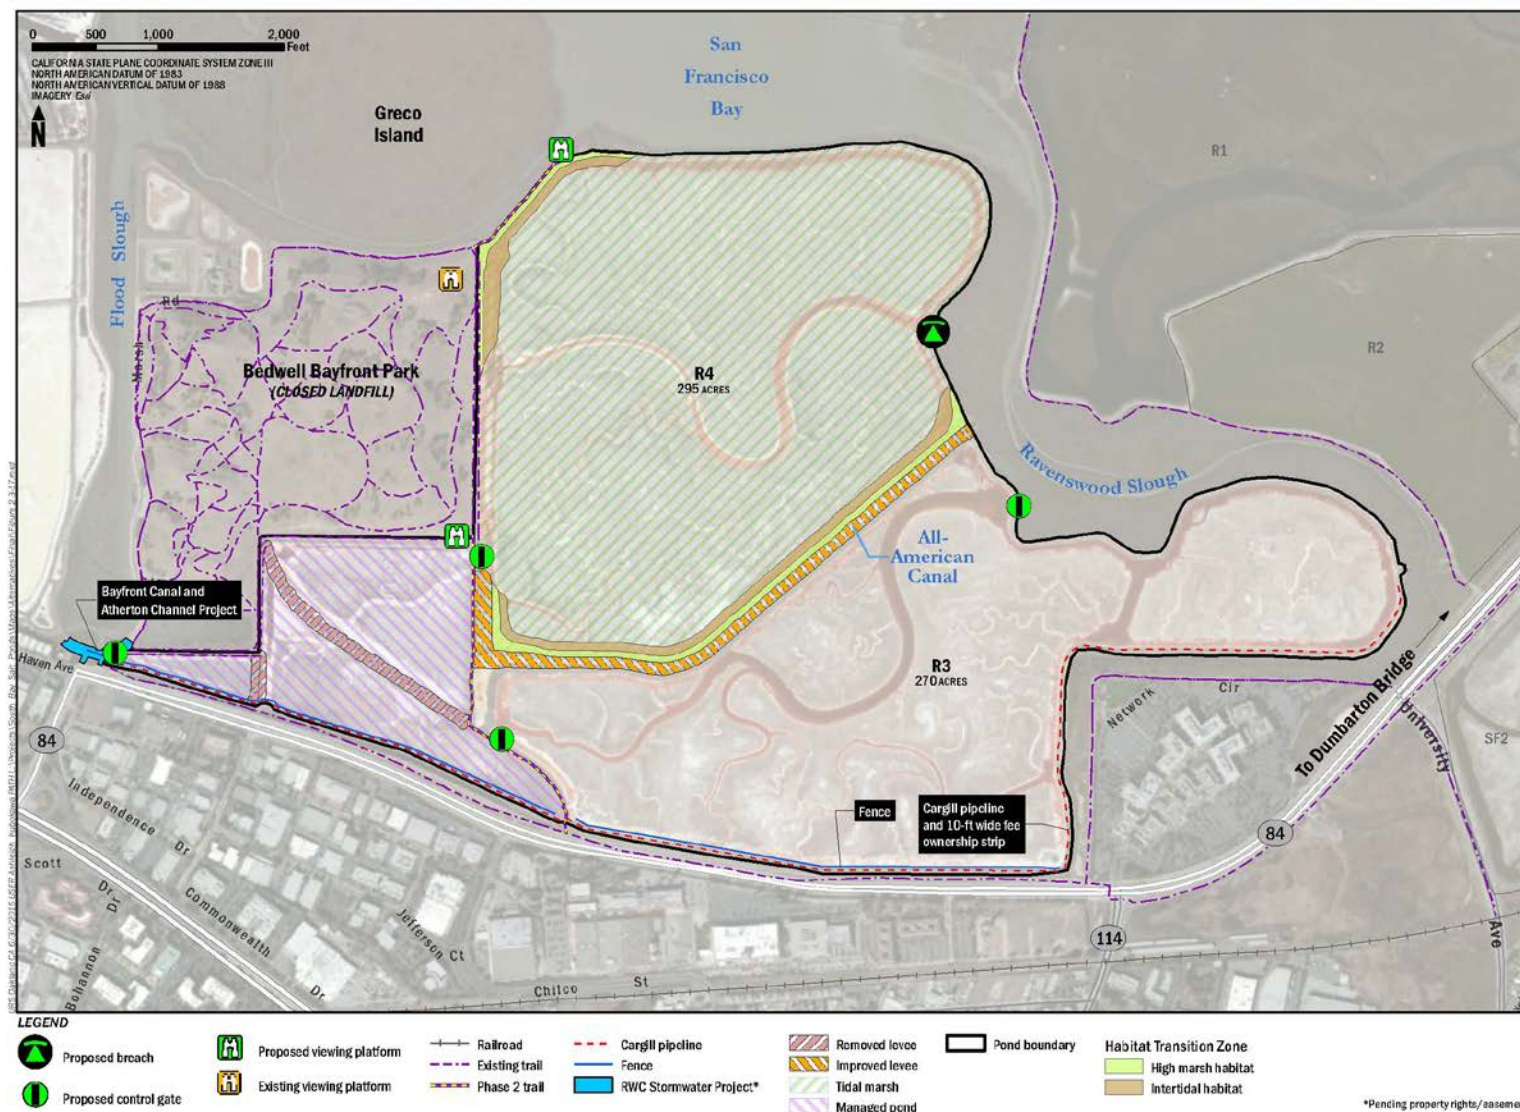 0 500 1,000 2,000
Feet
CALIFORNIA STATE PLANE COORDINATE SYSTEM ZONE III
NORTH AMERICAN DATUM OF 1983
NORTH AMERICAN VERTICAL DATUM OF 1988
IMAGERY Esri
N
Greco
Island
San
Francisco
Bay
R1
R2
Flood Slough
Marsh Rd
Bedwell Bayfront Park
(CLOSED LANDFILL)
R4
295 ACRES
Ravenswood Slough
All-
American
Canal
Bayfront Canal and
Atherton Channel Project
Haven Ave
R3
270 ACRES
Network Cir
To Dumbarton Bridge
University Ave
SF2
84
84
114
Fence
Cargill pipeline
and 10-ft wide fee
ownership strip
Independence Dr
Scott
Dr
Commonwealth Dr
Jefferson Ct
Bohannon Dr
Chilco St
LEGEND
Proposed breach
Proposed control gate
Proposed viewing platform
Existing viewing platform
Railroad
Existing trail
Phase 2 trail
Cargill pipeline
Fence
RWC Stormwater Project*
Removed levee
Improved levee
Tidal marsh
Managed pond
Pond boundary
Habitat Transition Zone
High marsh habitat
Intertidal habitat
*Pending property rights/easeme